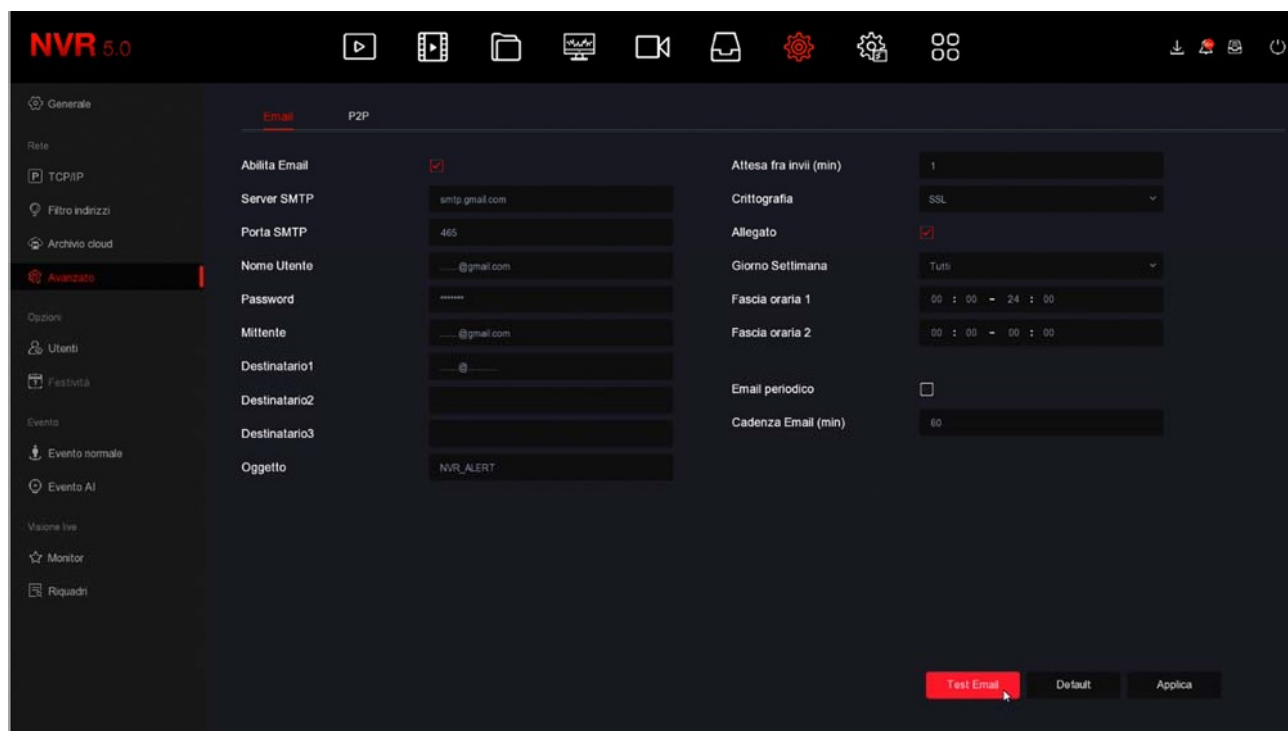 NVR 5.0
Generale
Rete
TCP/IP
Filtro indirizzi
Archivio cloud
Avanzato
Opzioni
Utenti
Festività
Evento
Evento normale
Evento AI
Visione live
Monitor
Riquadri
Email P2P
Abilita Email
Server SMTP smtp.gmail.com
Porta SMTP 465
Nome Utente ......@gmail.com
Password *******
Mittente ......@gmail.com
Destinatario1 ......@..........
Destinatario2
Destinatario3
Oggetto NVR_ALERT
Attesa fra invii (min) 1
Crittografia SSL
Allegato
Giorno Settimana Tutti
Fascia oraria 1 00 : 00 - 24 : 00
Fascia oraria 2 00 : 00 - 00 : 00
Email periodico
Cadenza Email (min) 60
Test Email Default Applica